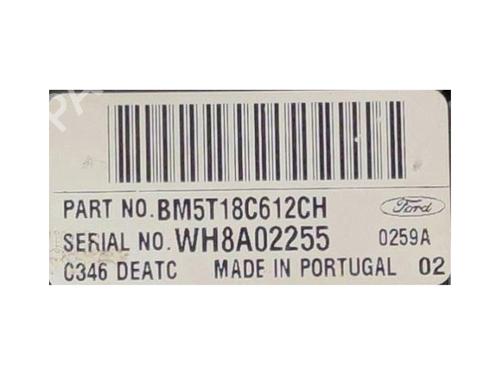 PART NO.BM5T18C612CH
Ford
SERIAL NO.WH8A02255
0259A
C346 DEATC MADE IN PORTUGAL 02